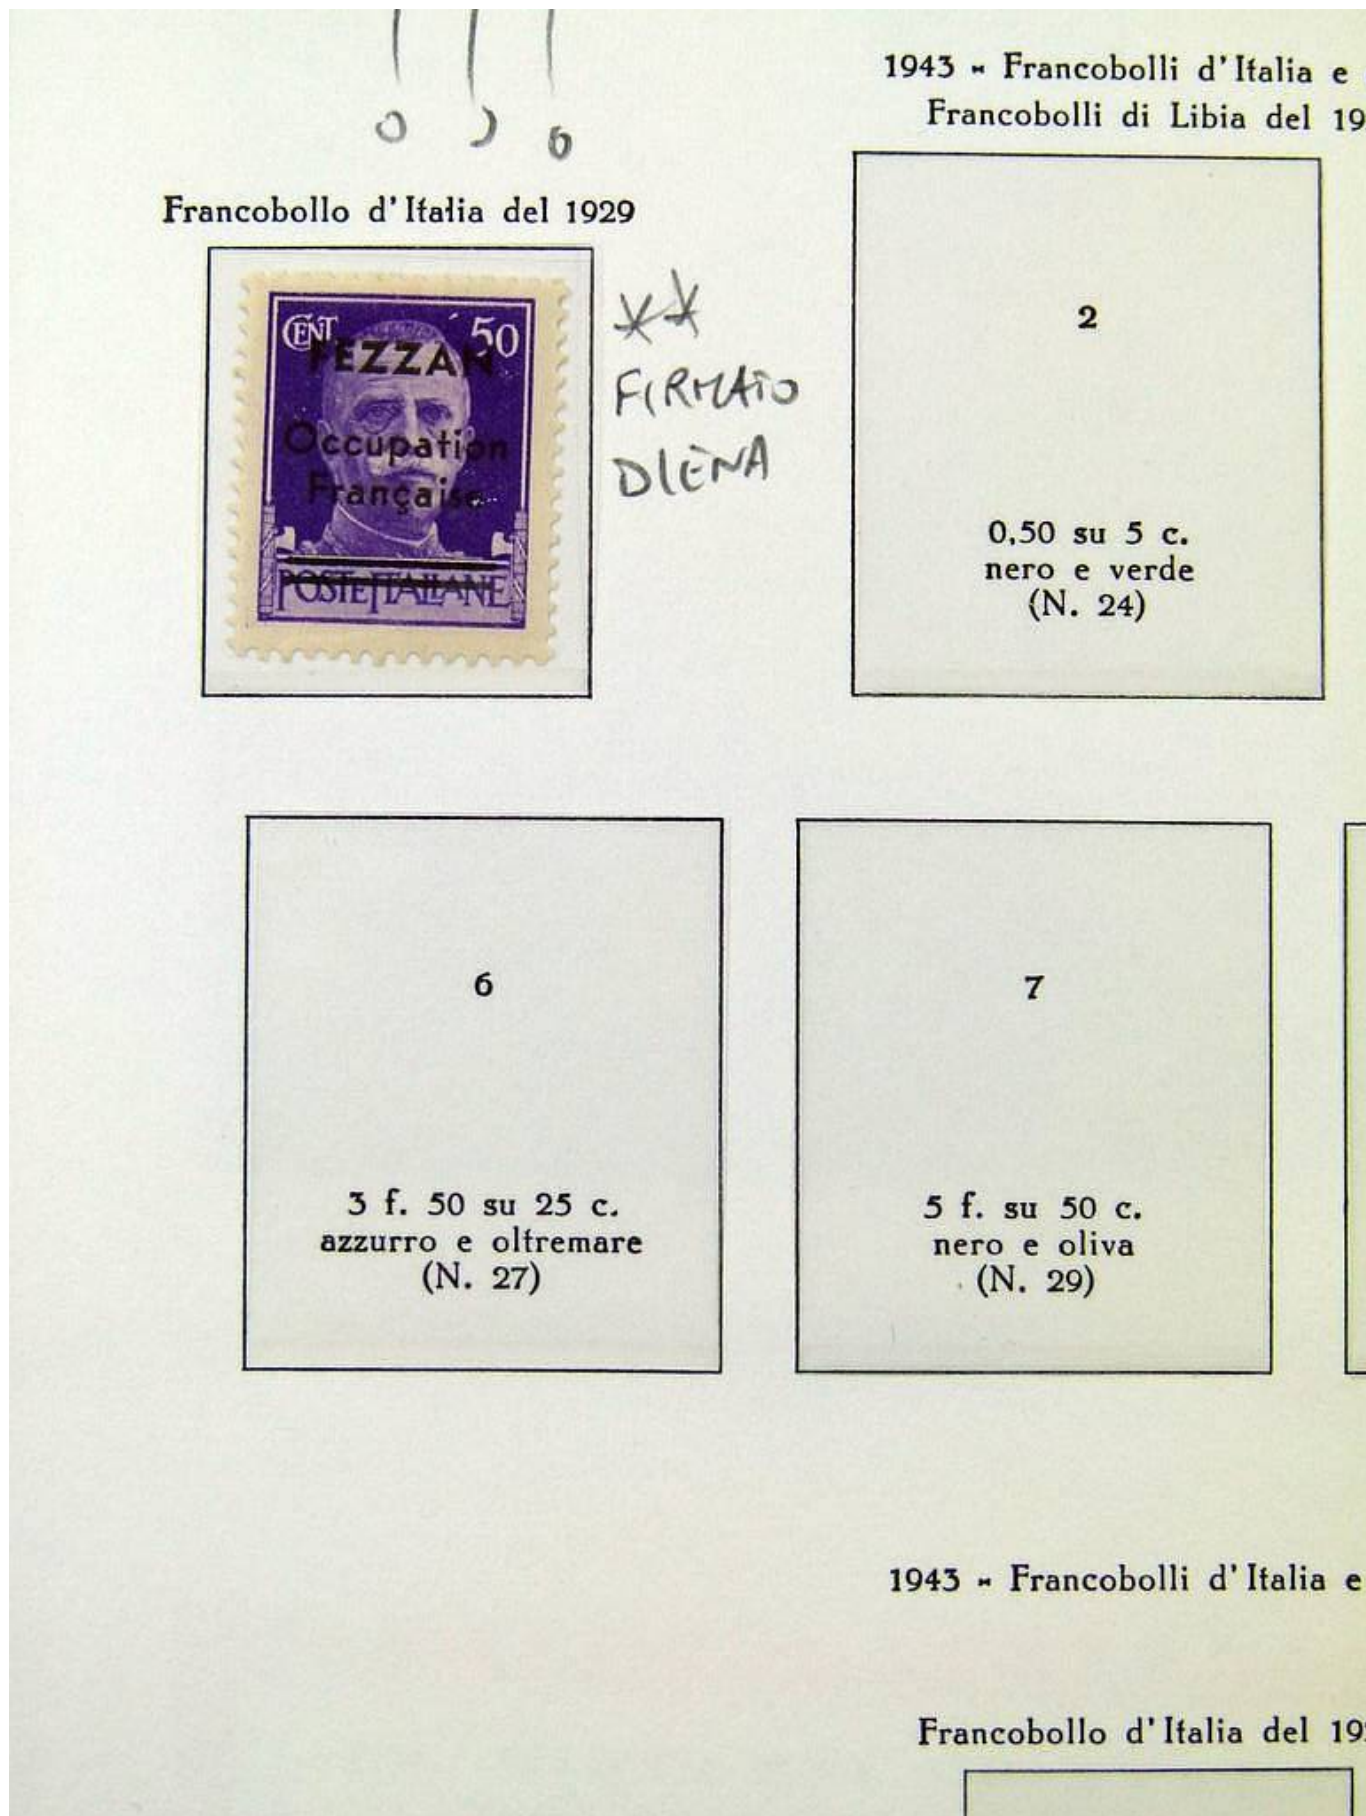 ! ! !
1943 - Francobolli d'Italia e
Francobolli di Libia del 19
Francobollo d'Italia del 1929
CENT 50
FEZZAN
Occupation
Française
POSTE ITALIANE
**
FIRMATO
DIENA
2
0,50 su 5 c.
nero e verde
(N. 24)
6
3 f. 50 su 25 c.
azzurro e oltremare
(N. 27)
7
5 f. su 50 c.
nero e oliva
(N. 29)
1943 - Francobolli d'Italia e
Francobollo d'Italia del 19